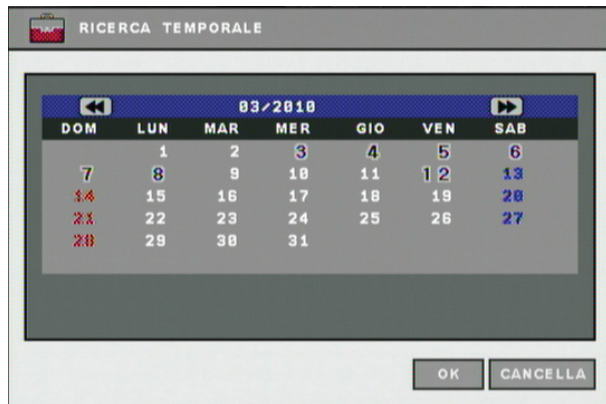 RICERCA TEMPORALE
03/2010
DOM LUN MAR MER GIO VEN SAB
1 2 3 4 5 6
7 8 9 10 11 12 13
14 15 16 17 18 19 20
21 22 23 24 25 26 27
28 29 30 31
OK CANCELLA